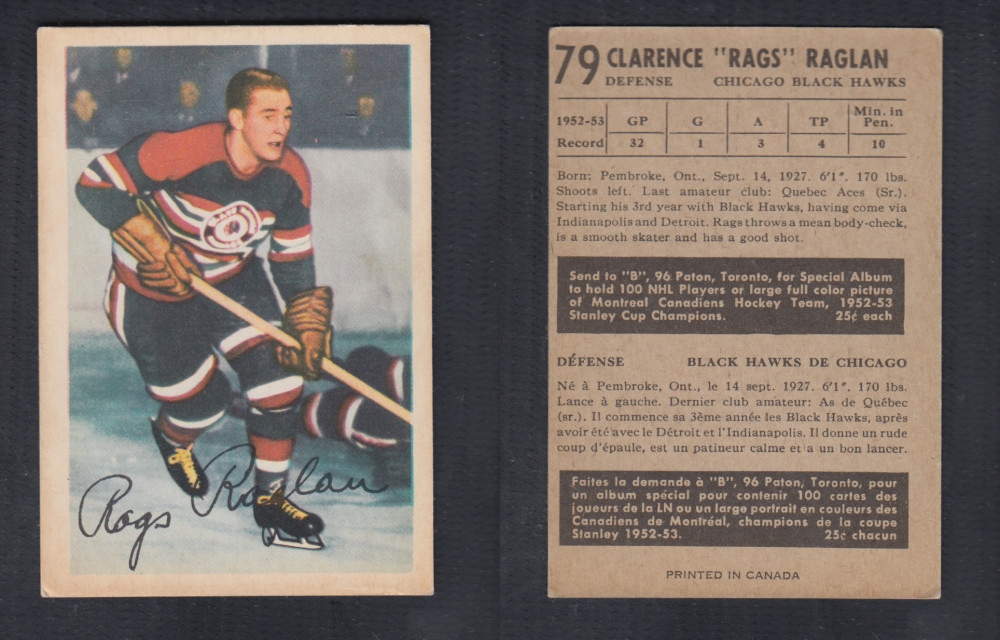 Rags Raglan
79 CLARENCE "RAGS" RAGLAN
DEFENSE CHICAGO BLACK HAWKS
1952-53 GP G A TP Min. in Pen.
Record 32 1 3 4 10
Born: Pembroke, Ont., Sept. 14, 1927. 6'1". 170 lbs.
Shoots left. Last amateur club: Quebec Aces (Sr.).
Starting his 3rd year with Black Hawks, having come via
Indianapolis and Detroit. Rags throws a mean body-check,
is a smooth skater and has a good shot.
Send to "B", 96 Paton, Toronto, for Special Album
to hold 100 NHL Players or large full color picture
of Montreal Canadiens Hockey Team, 1952-53
Stanley Cup Champions. 25¢ each
DÉFENSE BLACK HAWKS DE CHICAGO
Né à Pembroke, Ont., le 14 sept. 1927. 6'1". 170 lbs.
Lance à gauche. Dernier club amateur: As de Québec
(sr.). Il commence sa 3ème année les Black Hawks, après
avoir été avec le Détroit et l'Indianapolis. Il donne un rude
coup d'épaule, est un patineur calme et a un bon lancer.
Faites la demande à "B", 96 Paton, Toronto, pour
un album spécial pour contenir 100 cartes des
joueurs de la LN ou un large portrait en couleurs des
Canadiens de Montréal, champions de la coupe
Stanley 1952-53. 25¢ chacun
PRINTED IN CANADA